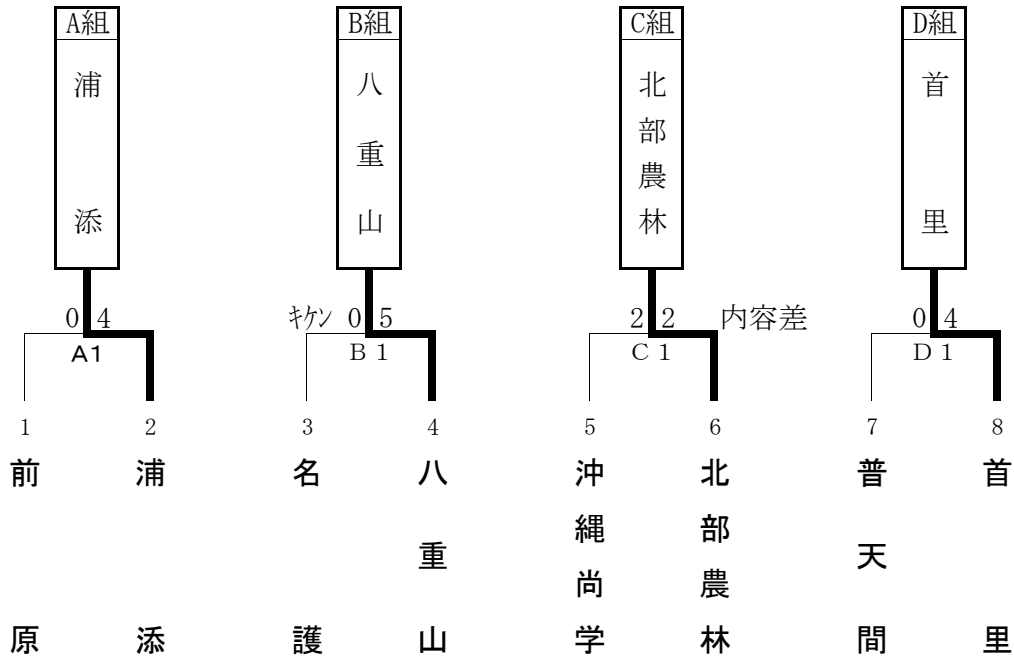 A組 B組 C組 D組
浦添 八重山 北部農林 首里
0 4 ｷｹﾝ 0 5 2 2 内容差 0 4
A1 B1 C1 D1
1 2 3 4 5 6 7 8
前原 浦添 名護 八重山 沖縄尚学 北部農林 普天間 首里